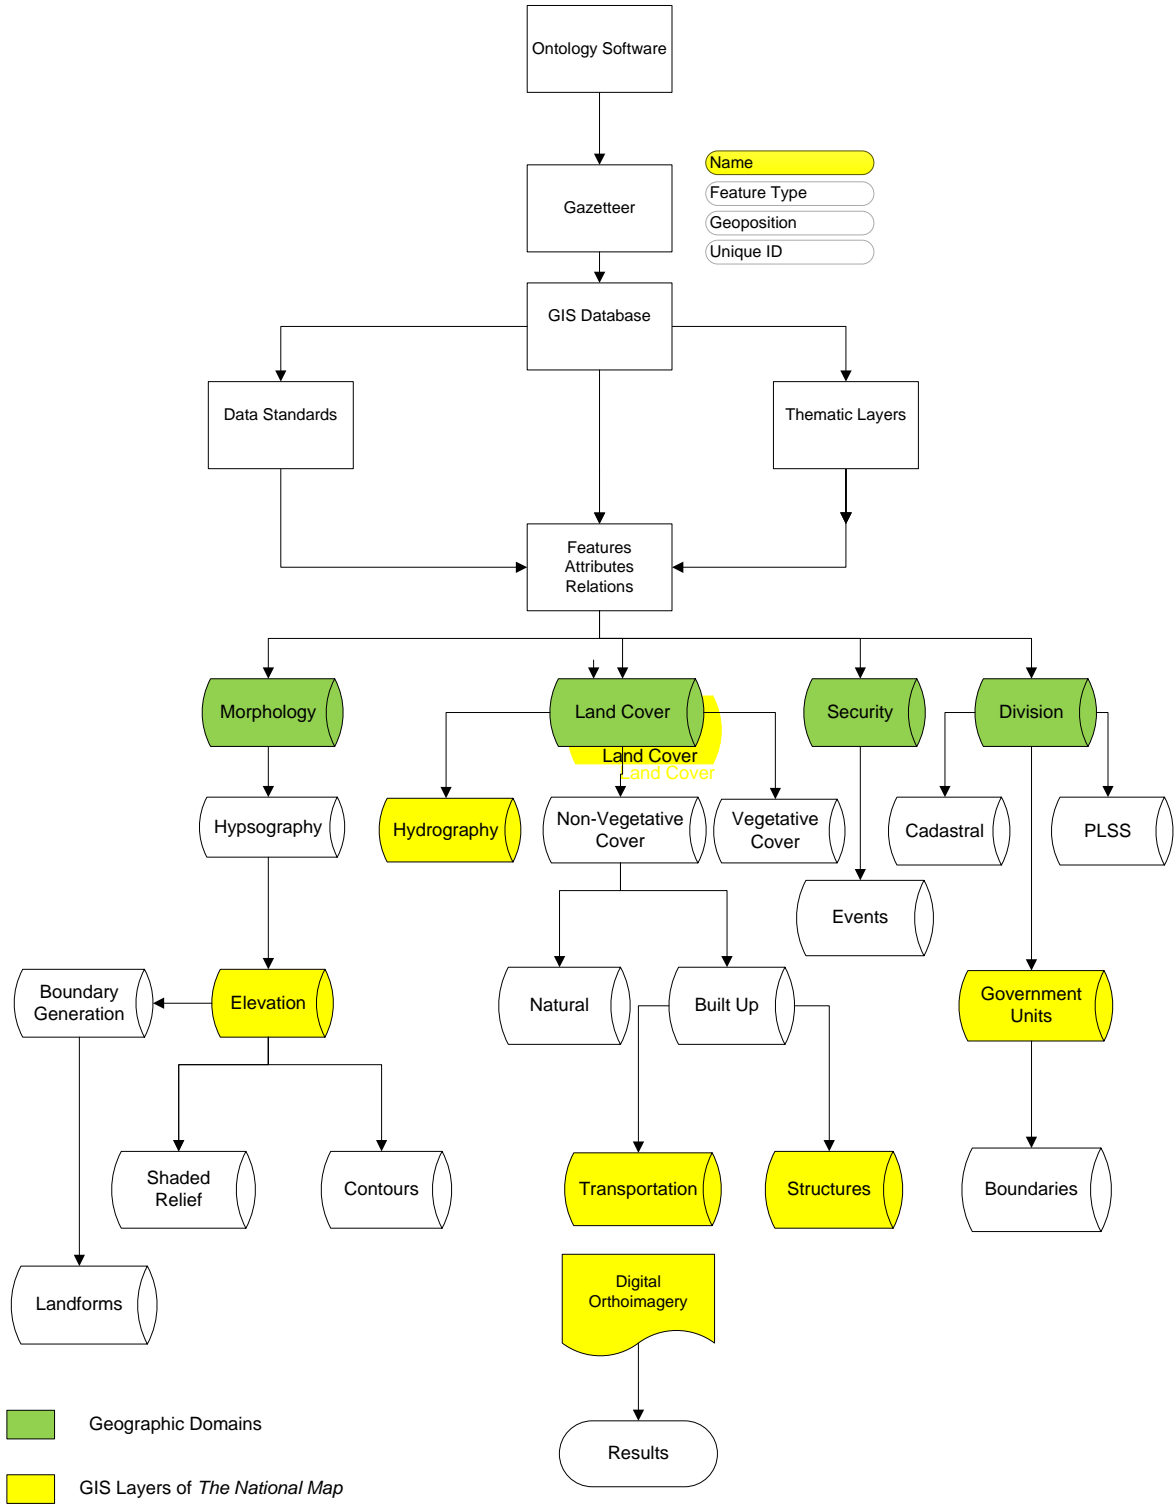 Ontology Software
Name
Feature Type
Gazetteer
Geoposition
Unique ID
GIS Database
Data Standards
Thematic Layers
Features
Attributes
Relations
Morphology
Land Cover
Security
Division
Land Cover
Land Cover
Hypsography
Hydrography
Non-Vegetative
Cover
Vegetative
Cover
Cadastral
PLSS
Events
Boundary
Generation
Elevation
Natural
Built Up
Government
Units
Shaded
Relief
Contours
Transportation
Structures
Boundaries
Landforms
Digital
Orthoimagery
Geographic Domains
Results
GIS Layers of The National Map